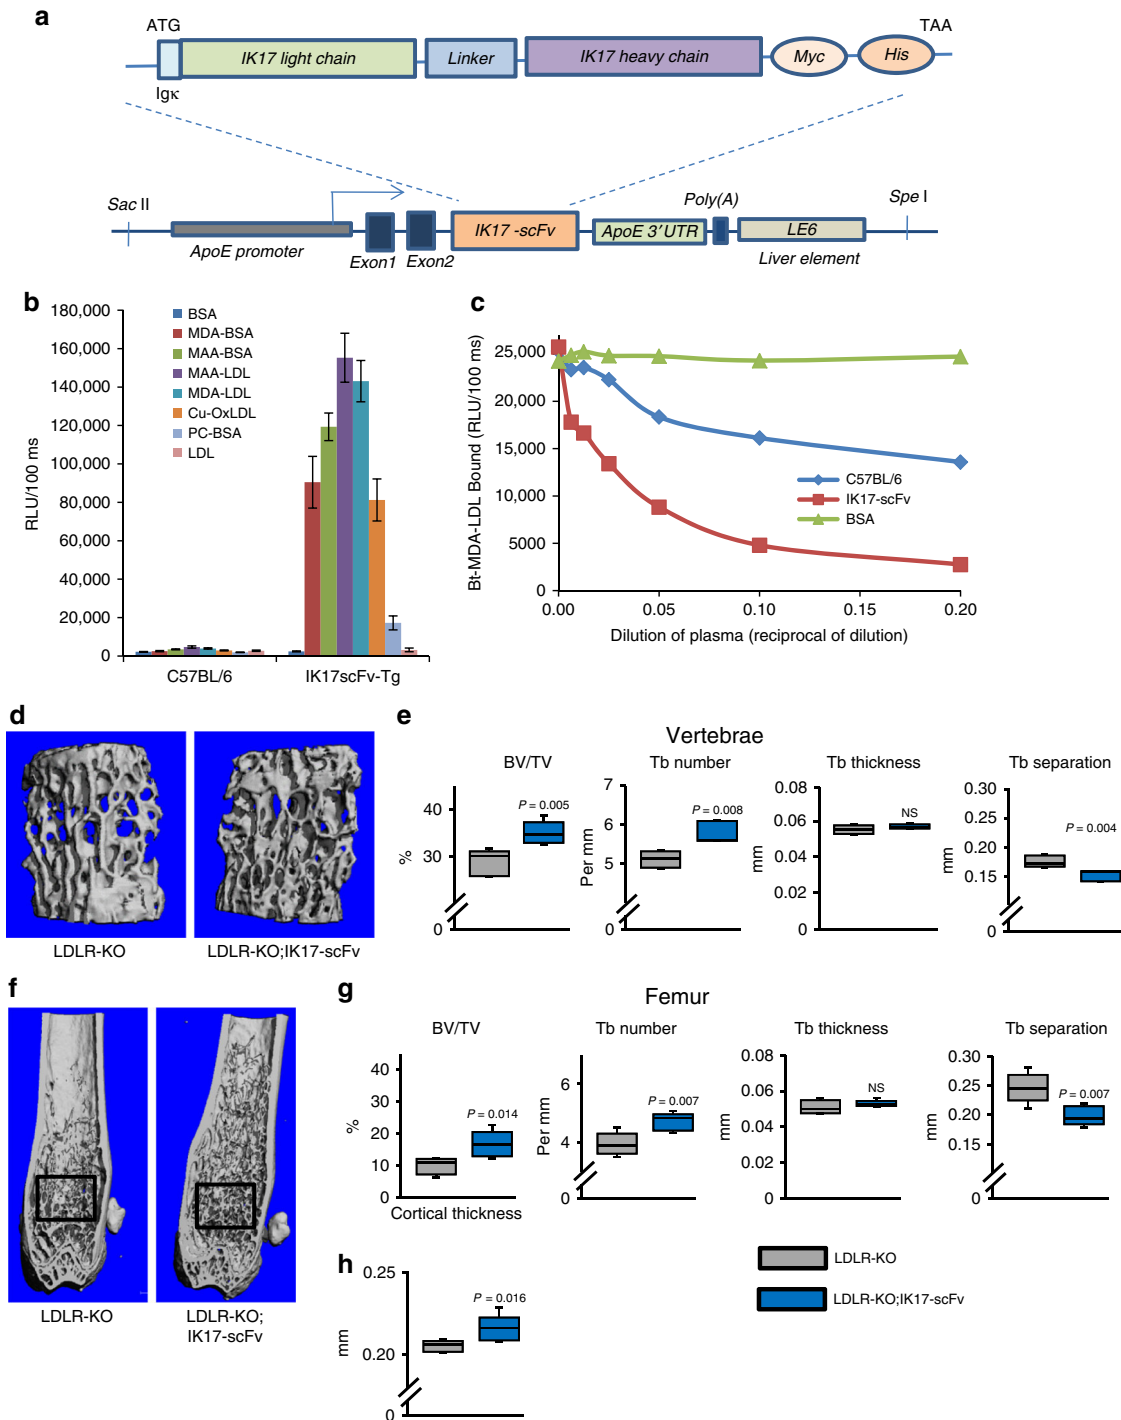 a
ATG
TAA
IK17 light chain
Linker
IK17 heavy chain
Myc
His
Igκ
Sac II
Poly(A)
Spe I
IK17 -scFv
ApoE 3′UTR
LE6
ApoE promoter
Exon1
Exon2
Liver element
b
180,000
160,000
140,000
120,000
100,000
80,000
60,000
40,000
20,000
0
RLU/100 ms
BSA
MDA-BSA
MAA-BSA
MAA-LDL
MDA-LDL
Cu-OxLDL
PC-BSA
LDL
C57BL/6
IK17scFv-Tg
c
25,000
20,000
15,000
10,000
5000
0
Bt-MDA-LDL Bound (RLU/100 ms)
C57BL/6
IK17-scFv
BSA
0.00
0.05
0.10
0.15
0.20
Dilution of plasma (reciprocal of dilution)
d
LDLR-KO
LDLR-KO;IK17-scFv
e
Vertebrae
BV/TV
40
30
0
%
P = 0.005
Tb number
7
6
5
0
Per mm
P = 0.008
Tb thickness
0.08
0.06
0.04
0.02
0
mm
NS
Tb separation
0.30
0.25
0.15
0
mm
P = 0.004
f
LDLR-KO
LDLR-KO;
IK17-scFv
g
Femur
BV/TV
40
30
20
10
0
%
P = 0.014
Tb number
6
4
0
Per mm
P = 0.007
Tb thickness
0.08
0.06
0.04
0.02
0
mm
NS
Tb separation
0.30
0.25
0.20
0.15
0
mm
P = 0.007
Cortical thickness
h
0.25
0.20
0
mm
P = 0.016
LDLR-KO
LDLR-KO;IK17-scFv